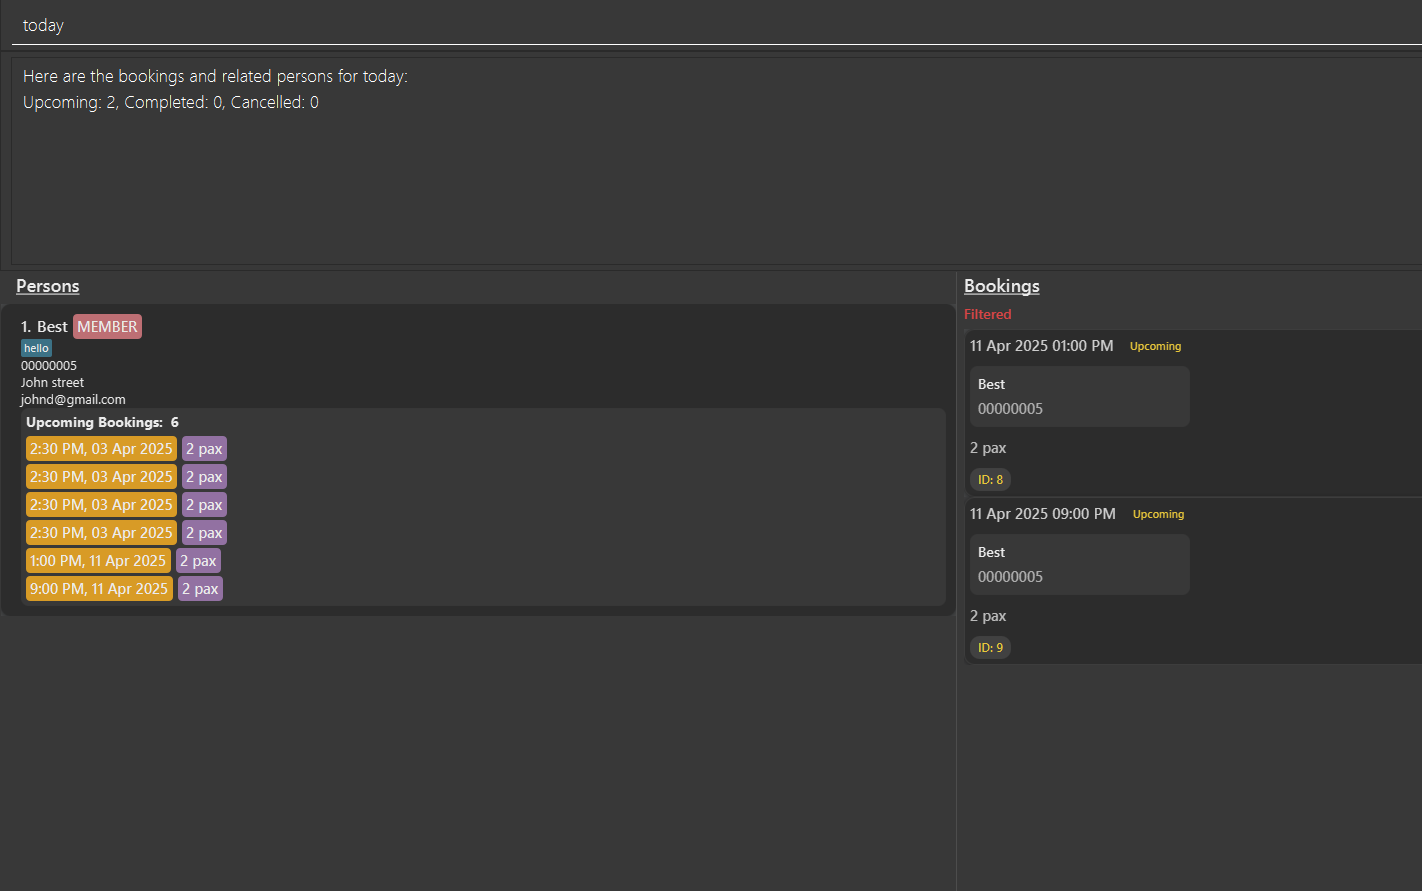 today
Here are the bookings and related persons for today:
Upcoming: 2, Completed: 0, Cancelled: 0
Persons
1. Best MEMBER
hello
00000005
John street
johnd@gmail.com
Upcoming Bookings: 6
2:30 PM, 03 Apr 2025 2 pax
2:30 PM, 03 Apr 2025 2 pax
2:30 PM, 03 Apr 2025 2 pax
2:30 PM, 03 Apr 2025 2 pax
1:00 PM, 11 Apr 2025 2 pax
9:00 PM, 11 Apr 2025 2 pax
Bookings
Filtered
11 Apr 2025 01:00 PM Upcoming
Best
00000005
2 pax
ID: 8
11 Apr 2025 09:00 PM Upcoming
Best
00000005
2 pax
ID: 9